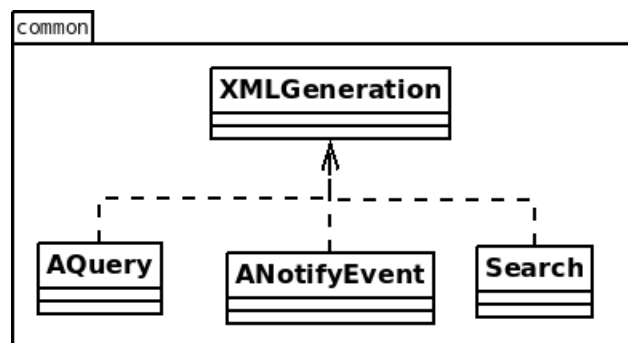 common
XMLGeneration
AQuery
ANotifyEvent
Search